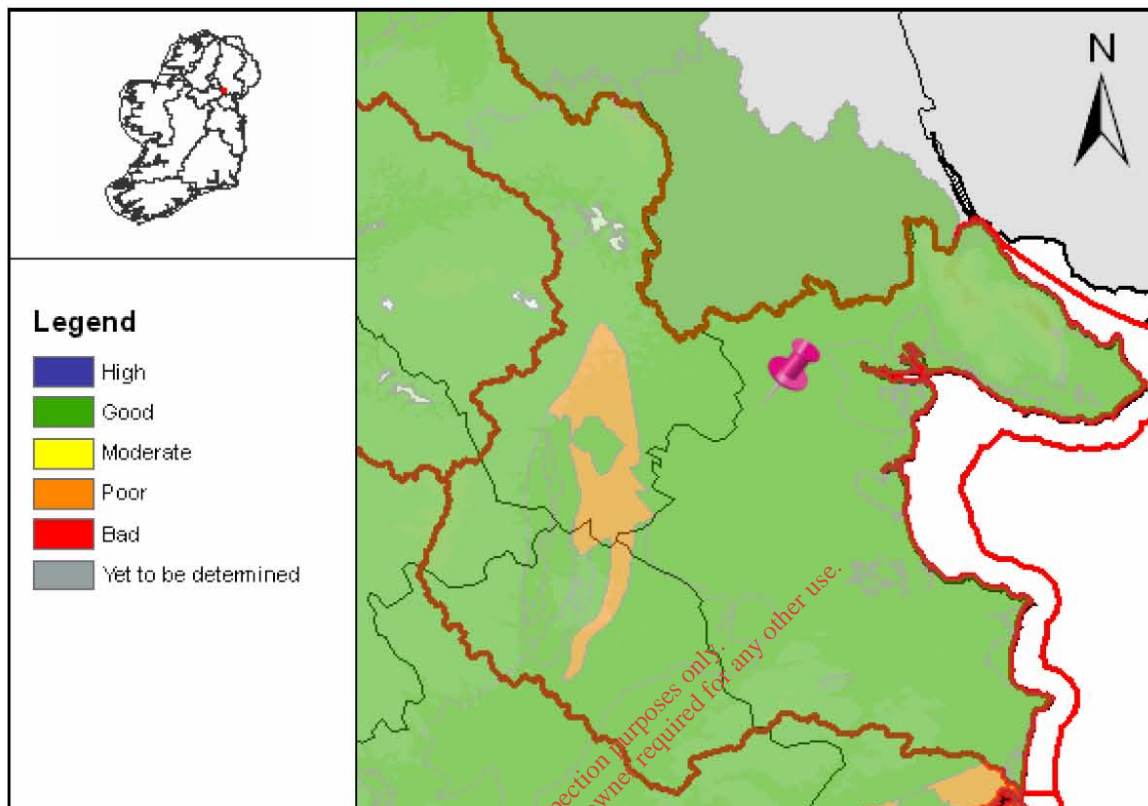 N
Legend
High
Good
Moderate
Poor
Bad
Yet to be determined
purposes only.
required for any other use.